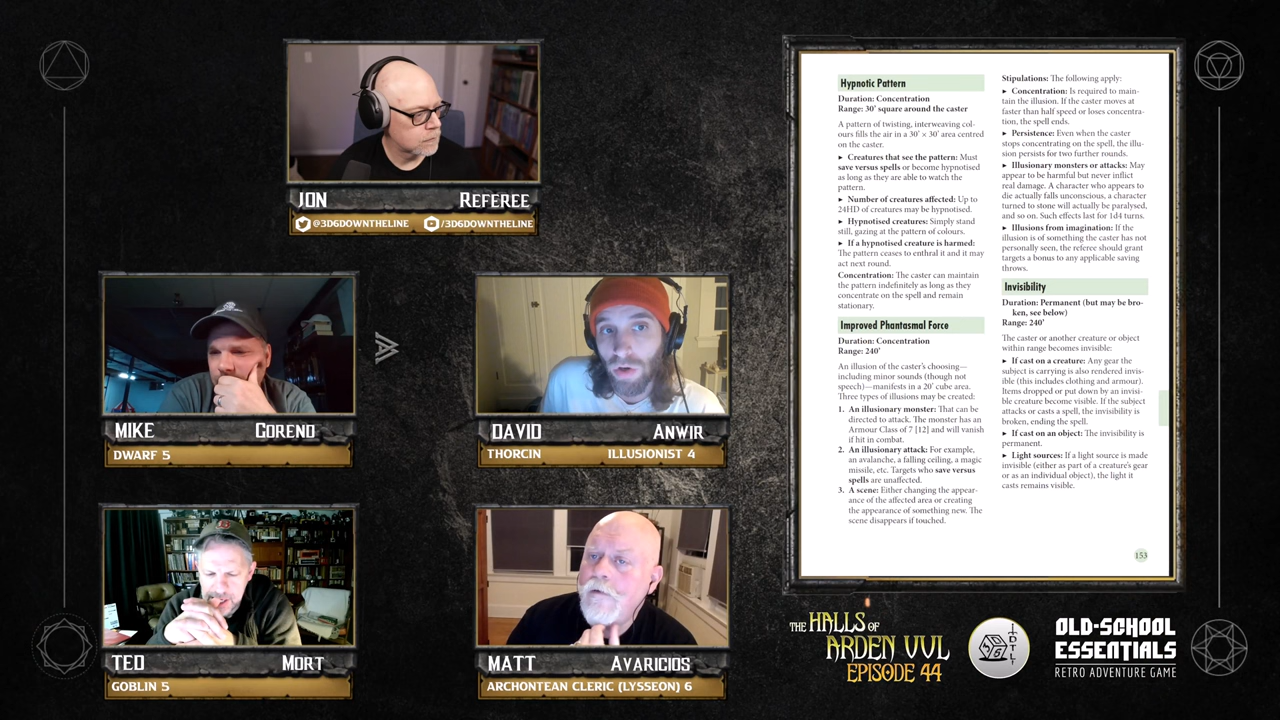 JON REFEREE
@3D6DOWNTHELINE /3D6DOWNTHELINE
MIKE GOREND
DWARF 5
DAVID ANWIR
THORCIN ILLUSIONIST 4
TED MORT
GOBLIN 5
MATT AVARICIOS
ARCHONTEAN CLERIC (LYSSEON) 6
Hypnotic Pattern
Duration: Concentration
Range: 30' square around the caster
A pattern of twisting, interweaving col-
ours fills the air in a 30' × 30' area centred
on the caster.
► Creatures that see the pattern: Must
save versus spells or become hypnotised
as long as they are able to watch the
pattern.
► Number of creatures affected: Up to
24HD of creatures may be hypnotised.
► Hypnotised creatures: Simply stand
still, gazing at the pattern of colours.
► If a hypnotised creature is harmed:
The pattern ceases to enthral it and it may
act next round.
Concentration: The caster can maintain
the pattern indefinitely as long as they
concentrate on the spell and remain
stationary.
Improved Phantasmal Force
Duration: Concentration
Range: 240'
An illusion of the caster's choosing—
including minor sounds (though not
speech)—manifests in a 20' cube area.
Three types of illusions may be created:
1. An illusionary monster: That can be
directed to attack. The monster has an
Armour Class of 7 [12] and will vanish
if hit in combat.
2. An illusionary attack: For example,
an avalanche, a falling ceiling, a magic
missile, etc. Targets who save versus
spells are unaffected.
3. A scene: Either changing the appear-
ance of the affected area or creating
the appearance of something new. The
scene disappears if touched.
Stipulations: The following apply:
► Concentration: Is required to main-
tain the illusion. If the caster moves at
faster than half speed or loses concentra-
tion, the spell ends.
► Persistence: Even when the caster
stops concentrating on the spell, the illu-
sion persists for two further rounds.
► Illusionary monsters or attacks: May
appear to be harmful but never inflict
real damage. A character who appears to
die actually falls unconscious, a character
turned to stone will actually be paralysed,
and so on. Such effects last for 1d4 turns.
► Illusions from imagination: If the
illusion is of something the caster has not
personally seen, the referee should grant
targets a bonus to any applicable saving
throws.
Invisibility
Duration: Permanent (but may be bro-
ken, see below)
Range: 240'
The caster or another creature or object
within range becomes invisible:
► If cast on a creature: Any gear the
subject is carrying is also rendered invis-
ible (this includes clothing and armour).
Items dropped or put down by an invisi-
ble creature become visible. If the subject
attacks or casts a spell, the invisibility is
broken, ending the spell.
► If cast on an object: The invisibility is
permanent.
► Light sources: If a light source is made
invisible (either as part of a creature's gear
or as an individual object), the light it
casts remains visible.
153
THE HALLS OF
ARDEN VUL
EPISODE 44
3D6
DTL
OLD-SCHOOL
ESSENTIALS
RETRO ADVENTURE GAME